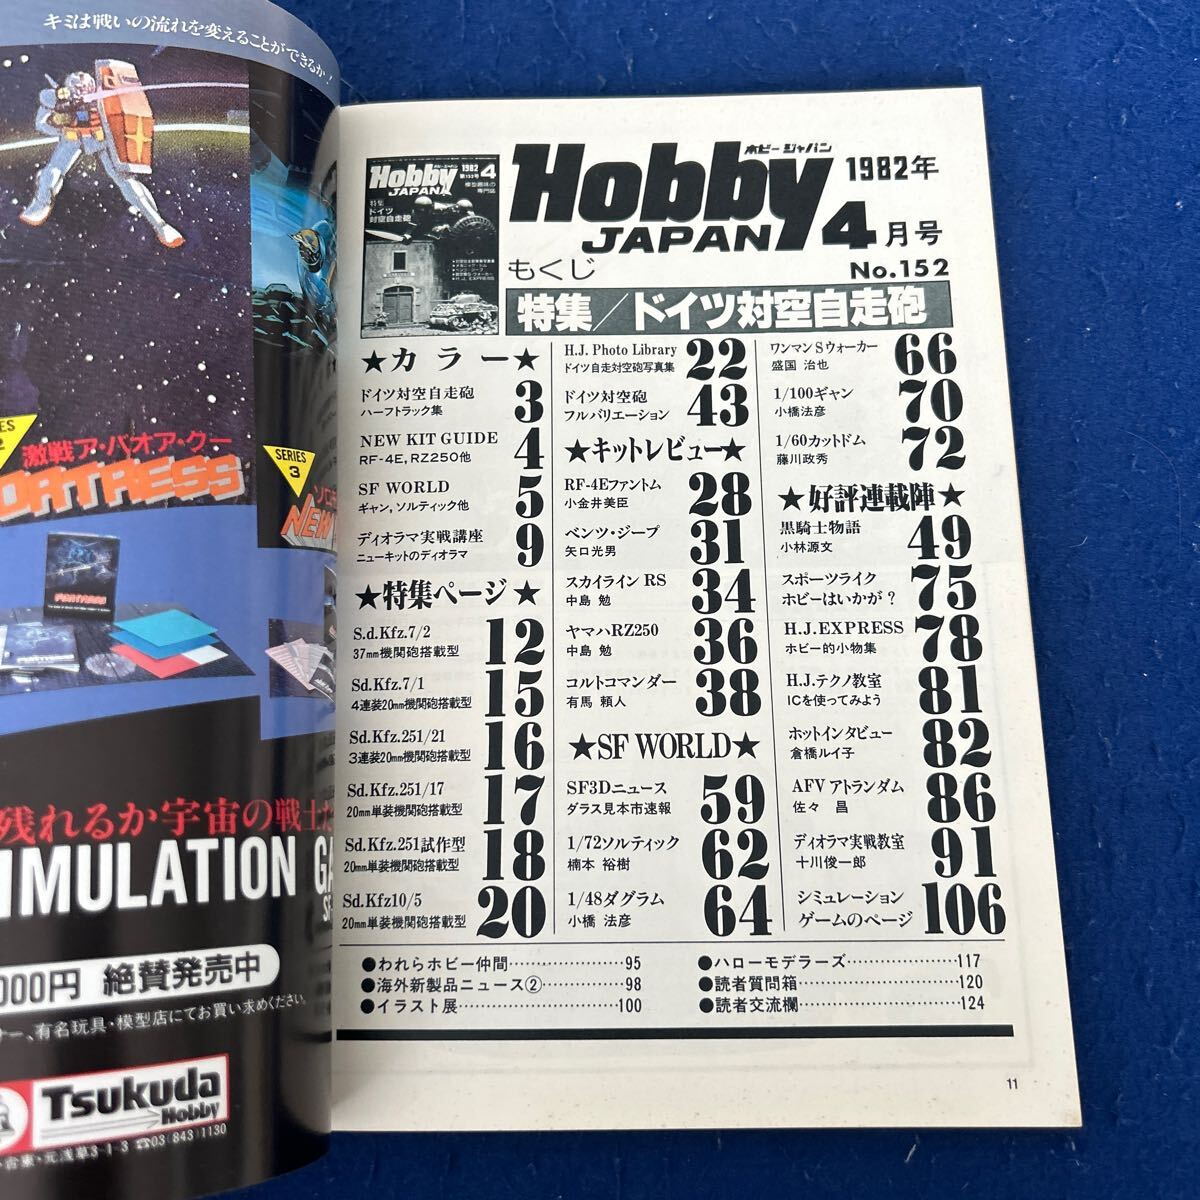 キミは戦いの流れを変えることができるか!
激戦ア・バオア・クー
SERIES
3
残れるか宇宙の戦士た
IMULATION GA
000円 絶賛発売中
、有名玩具・模型店にてお買い求めください。
Tsukuda
Hobby
台東・元浅草3-1-3 ☎03(843)1130
Hobby
JAPAN
1982
4
特集
ドイツ
対空自走砲
ホビージャパン
Hobby
JAPAN
1982年
4月号
もくじ
No.152
特集/ドイツ対空自走砲
★カラー★
ドイツ対空自走砲
ハーフトラック集
3
NEW KIT GUIDE
RF-4E,RZ250他
4
SF WORLD
ギャン,ソルティック他
5
ディオラマ実戦講座
ニューキットのディオラマ
9
★特集ページ★
S.d.Kfz.7/2
37mm機関砲搭載型
12
Sd.Kfz.7/1
4連装20mm機関砲搭載型
15
Sd.Kfz.251/21
3連装20mm機関砲搭載型
16
Sd.Kfz.251/17
20mm単装機関砲搭載型
17
Sd.Kfz.251試作型
20mm単装機関砲搭載型
18
Sd.Kfz10/5
20mm単装機関砲搭載型
20
H.J. Photo Library
ドイツ自走対空砲写真集
22
ドイツ対空砲
フルバリエーション
43
★キットレビュー★
RF-4Eファントム
小金井美臣
28
ベンツ・ジープ
矢口光男
31
スカイラインRS
中島 勉
34
ヤマハRZ250
中島 勉
36
コルトコマンダー
有馬 頼人
38
★SF WORLD★
SF3Dニュース
ダラス見本市速報
59
1/72ソルティック
楠本 裕樹
62
1/48ダグラム
小橋 法彦
64
ワンマンSウォーカー
盛国 治也
66
1/100ギャン
小橋法彦
70
1/60カットドム
藤川政秀
72
★好評連載陣★
黒騎士物語
小林源文
49
スポーツライク
ホビーはいかが?
75
H.J.EXPRESS
ホビー的小物集
78
H.J.テクノ教室
ICを使ってみよう
81
ホットインタビュー
倉橋ルイ子
82
AFVアトランダム
佐々 昌
86
ディオラマ実戦教室
十川俊一郎
91
シミュレーション
ゲームのページ
106
●われらホビー仲間…………………95
●海外新製品ニュース②……………98
●イラスト展…………………………100
●ハローモデラーズ…………………117
●読者質問箱…………………………120
●読者交流欄…………………………124
11